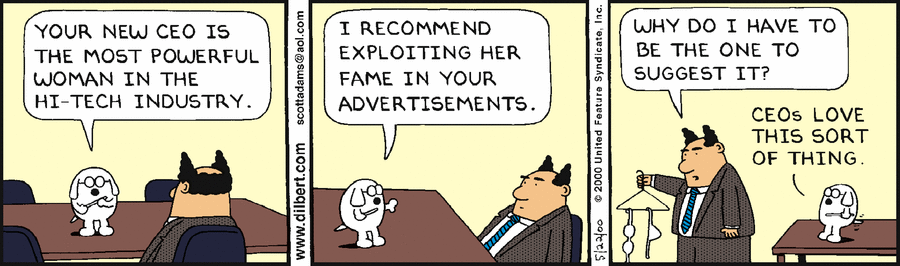 YOUR NEW CEO IS
THE MOST POWERFUL
WOMAN IN THE
HI-TECH INDUSTRY.
www.dilbert.com
scottadams@aol.com
I RECOMMEND
EXPLOITING HER
FAME IN YOUR
ADVERTISEMENTS.
5/22/00 © 2000 United Feature Syndicate, Inc.
WHY DO I HAVE TO
BE THE ONE TO
SUGGEST IT?
CEOs LOVE
THIS SORT
OF THING.